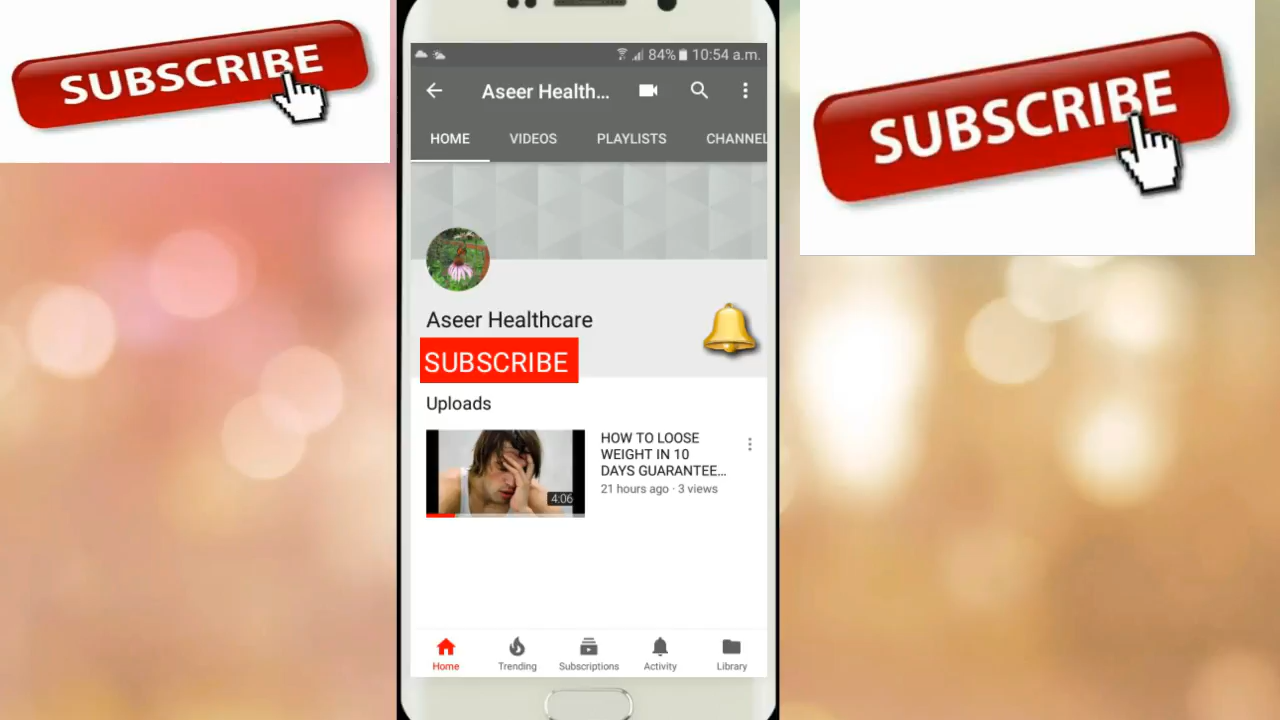 SUBSCRIBE
SUBSCRIBE
84% 10:54 a.m.
Aseer Health...
HOME VIDEOS PLAYLISTS CHANNEL
Aseer Healthcare
SUBSCRIBE
Uploads
HOW TO LOOSE
WEIGHT IN 10
DAYS GUARANTEE...
21 hours ago · 3 views
4:06
Home Trending Subscriptions Activity Library